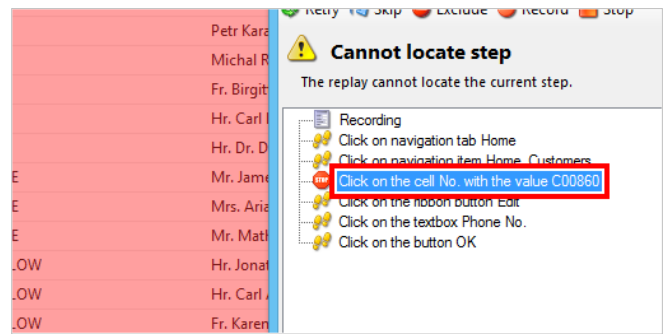 Retry Skip Exclude Record Stop
Petr Kara
Michal R
Fr. Birgit
Hr. Carl
Hr. Dr. D
E Mr. Jame
E Mrs. Aria
E Mr. Math
LOW Hr. Jonat
LOW Hr. Carl
LOW Fr. Karen
Cannot locate step
The replay cannot locate the current step.
Recording
Click on navigation tab Home
Click on navigation item Home, Customers
STOP Click on the cell No. with the value C00860
Click on the ribbon button Edit
Click on the textbox Phone No.
Click on the button OK